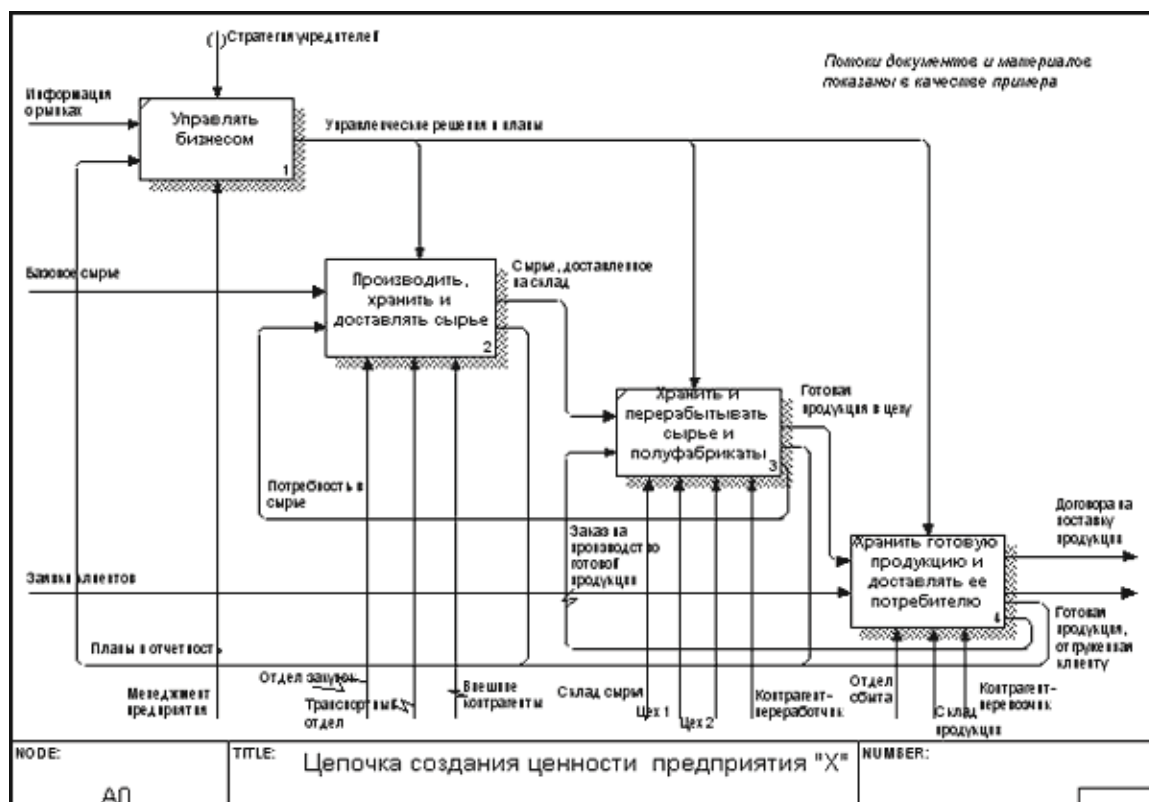 ( ) Стратегия учредителей
Потоки документов и материалов
показаны в качестве примера
Информация
о рынках
Управлять
бизнесом
1
Управленческие решения и планы
Базовое сырье
Производить,
хранить и
доставлять сырье
2
Сырье, доставленное
на склад
Хранить и
перерабытывать
сырье и
полуфабрикаты
3
Готовая
продукция в цеху
Потребность в
сырье
Заказ на
производство
готовой
продукции
Хранить готовую
продукцию и
доставлять ее
потребителю
4
Договора на
поставку
продукции
Заявки клиентов
Готовая
продукция,
отгруженная
клиенту
Планы и отчетность
Менеджмент
предприятия
Отдел закупок
Транспортный
отдел
Внешние
контрагенты
Склад сырья
Цех 1
Цех 2
Контрагент-
переработчик
Отдел
сбыта
Склад
продукции
Контрагент-
перевозчик
NODE:
A0
TITLE:
Цепочка создания ценности предприятия "X"
NUMBER: